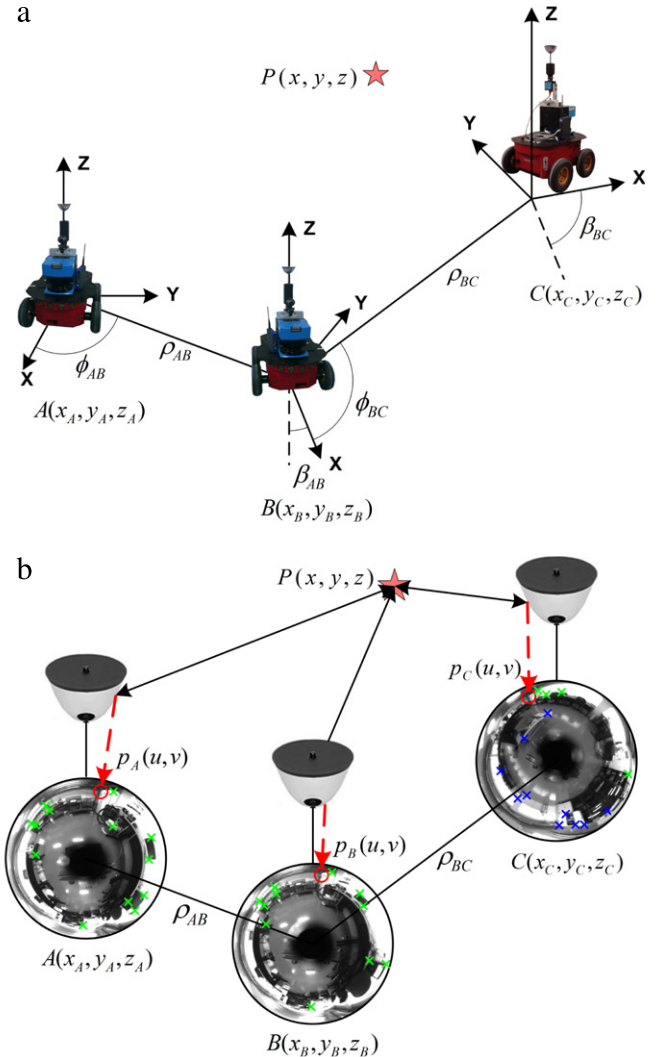 a
Z
P(x, y, z)
Z
Y
X
β_BC
Z
C(x_C, y_C, z_C)
ρ_BC
Y
Y
ρ_AB
X
ϕ_AB
ϕ_BC
A(x_A, y_A, z_A)
X
β_AB
B(x_B, y_B, z_B)
b
P(x, y, z)
p_C(u, v)
p_A(u, v)
p_B(u, v)
ρ_BC
C(x_C, y_C, z_C)
ρ_AB
A(x_A, y_A, z_A)
B(x_B, y_B, z_B)